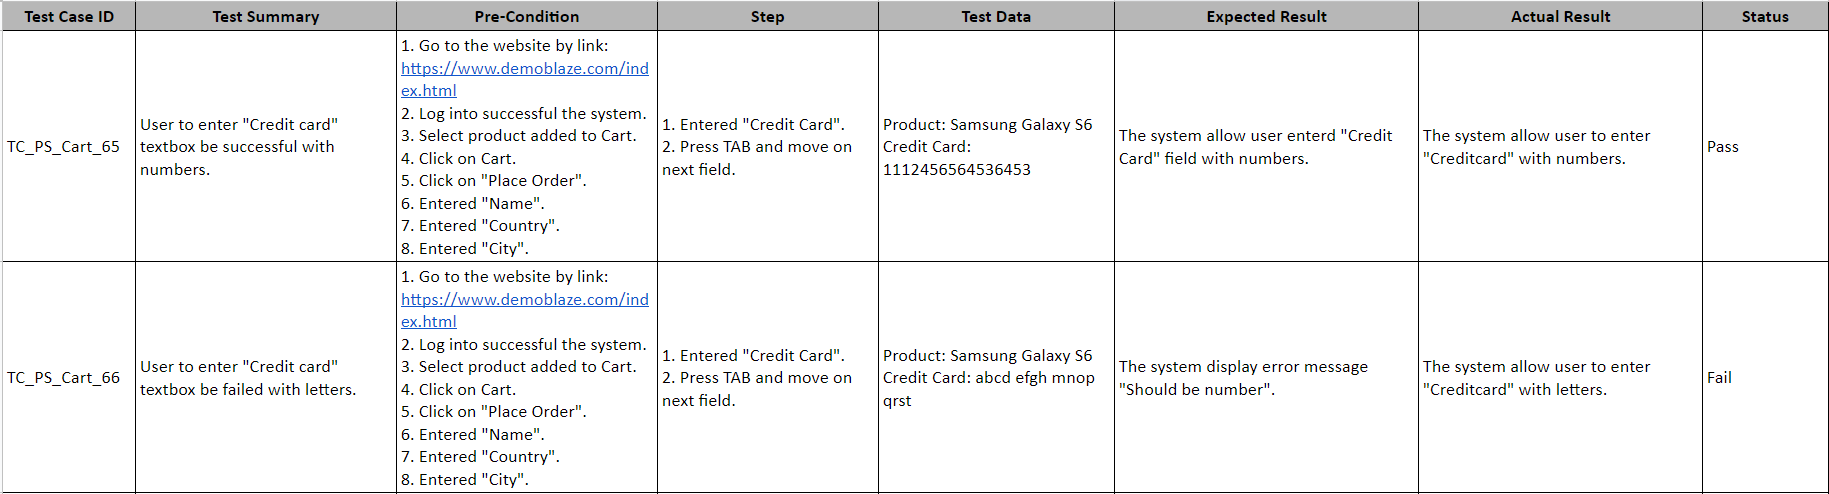 Test Case ID
Test Summary
Pre-Condition
Step
Test Data
Expected Result
Actual Result
Status
TC_PS_Cart_65
User to enter "Credit card"
textbox be successful with
numbers.
1. Go to the website by link:
https://www.demoblaze.com/ind
ex.html
2. Log into successful the system.
3. Select product added to Cart.
4. Click on Cart.
5. Click on "Place Order".
6. Entered "Name".
7. Entered "Country".
8. Entered "City".
1. Entered "Credit Card".
2. Press TAB and move on
next field.
Product: Samsung Galaxy S6
Credit Card:
1112456564536453
The system allow user enterd "Credit
Card" field with numbers.
The system allow user to enter
"Creditcard" with numbers.
Pass
TC_PS_Cart_66
User to enter "Credit card"
textbox be failed with letters.
1. Go to the website by link:
https://www.demoblaze.com/ind
ex.html
2. Log into successful the system.
3. Select product added to Cart.
4. Click on Cart.
5. Click on "Place Order".
6. Entered "Name".
7. Entered "Country".
8. Entered "City".
1. Entered "Credit Card".
2. Press TAB and move on
next field.
Product: Samsung Galaxy S6
Credit Card: abcd efgh mnop
qrst
The system display error message
"Should be number".
The system allow user to enter
"Creditcard" with letters.
Fail